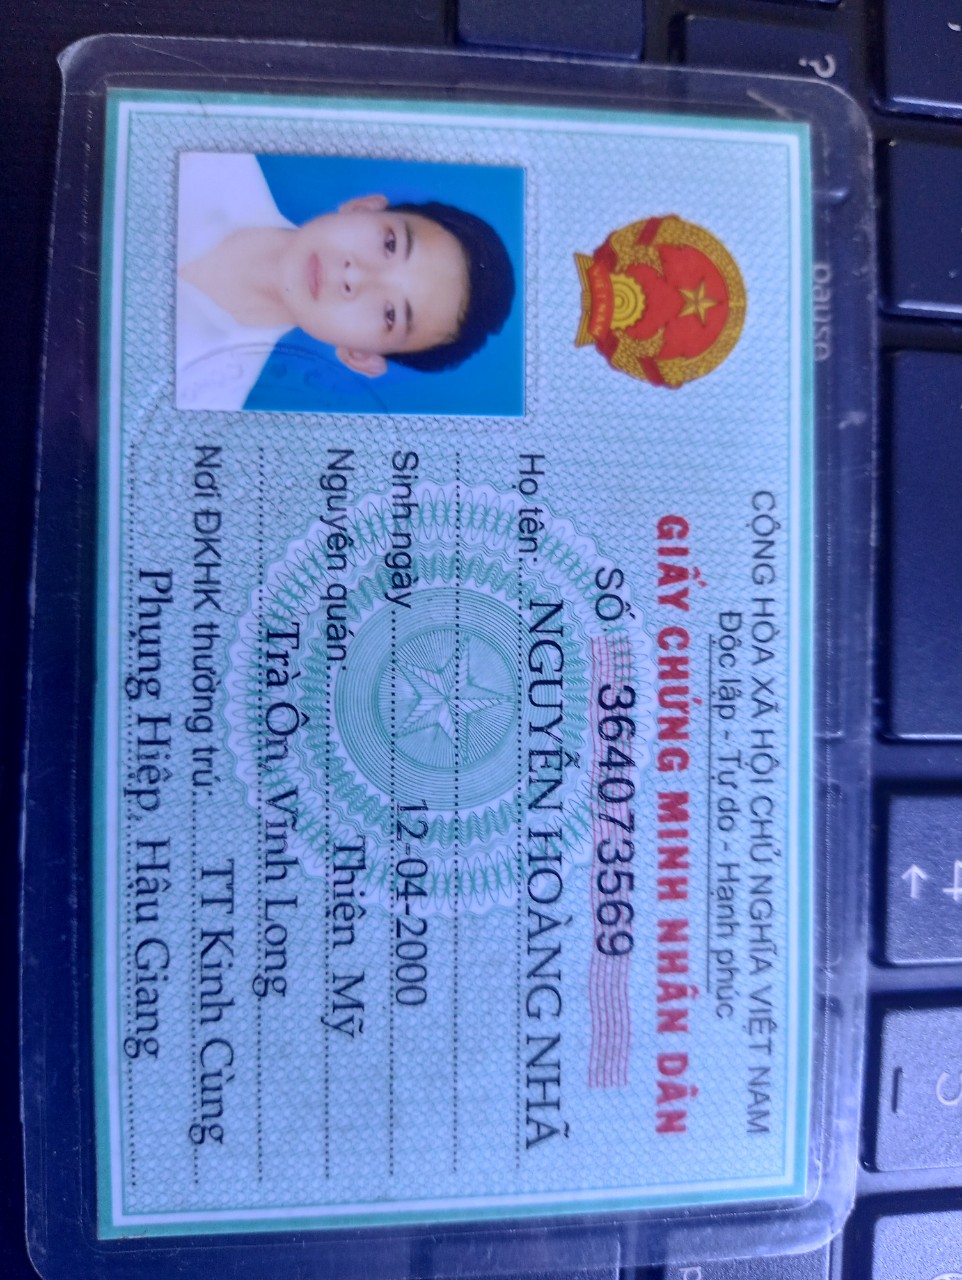 CỘNG HÒA XÃ HỘI CHỦ NGHĨA VIỆT NAM
Độc lập - Tự do - Hạnh phúc
GIẤY CHỨNG MINH NHÂN DÂN
SỐ 364073569
Họ tên: NGUYỄN HOÀNG NHÃ
Sinh ngày 12-04-2000
Nguyên quán Thiện Mỹ
Trà Ôn, Vĩnh Long
Nơi ĐKHK thường trú TT Kinh Cùng
Phụng Hiệp, Hậu Giang
?
pause
4
←